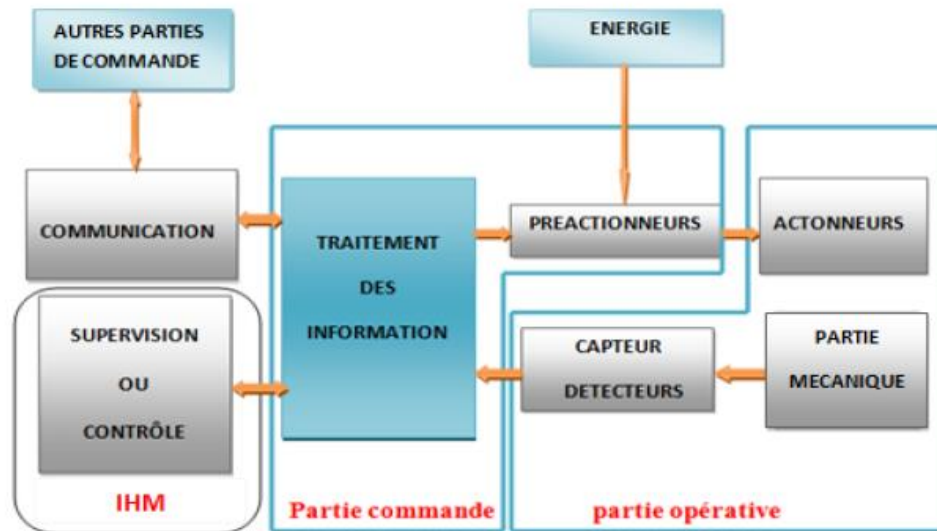 AUTRES PARTIES
DE COMMANDE
ENERGIE
COMMUNICATION
TRAITEMENT
DES
INFORMATION
PREACTIONNEURS
ACTONNEURS
SUPERVISION
OU
CONTRÔLE
IHM
CAPTEUR
DETECTEURS
PARTIE
MECANIQUE
Partie commande
partie opérative